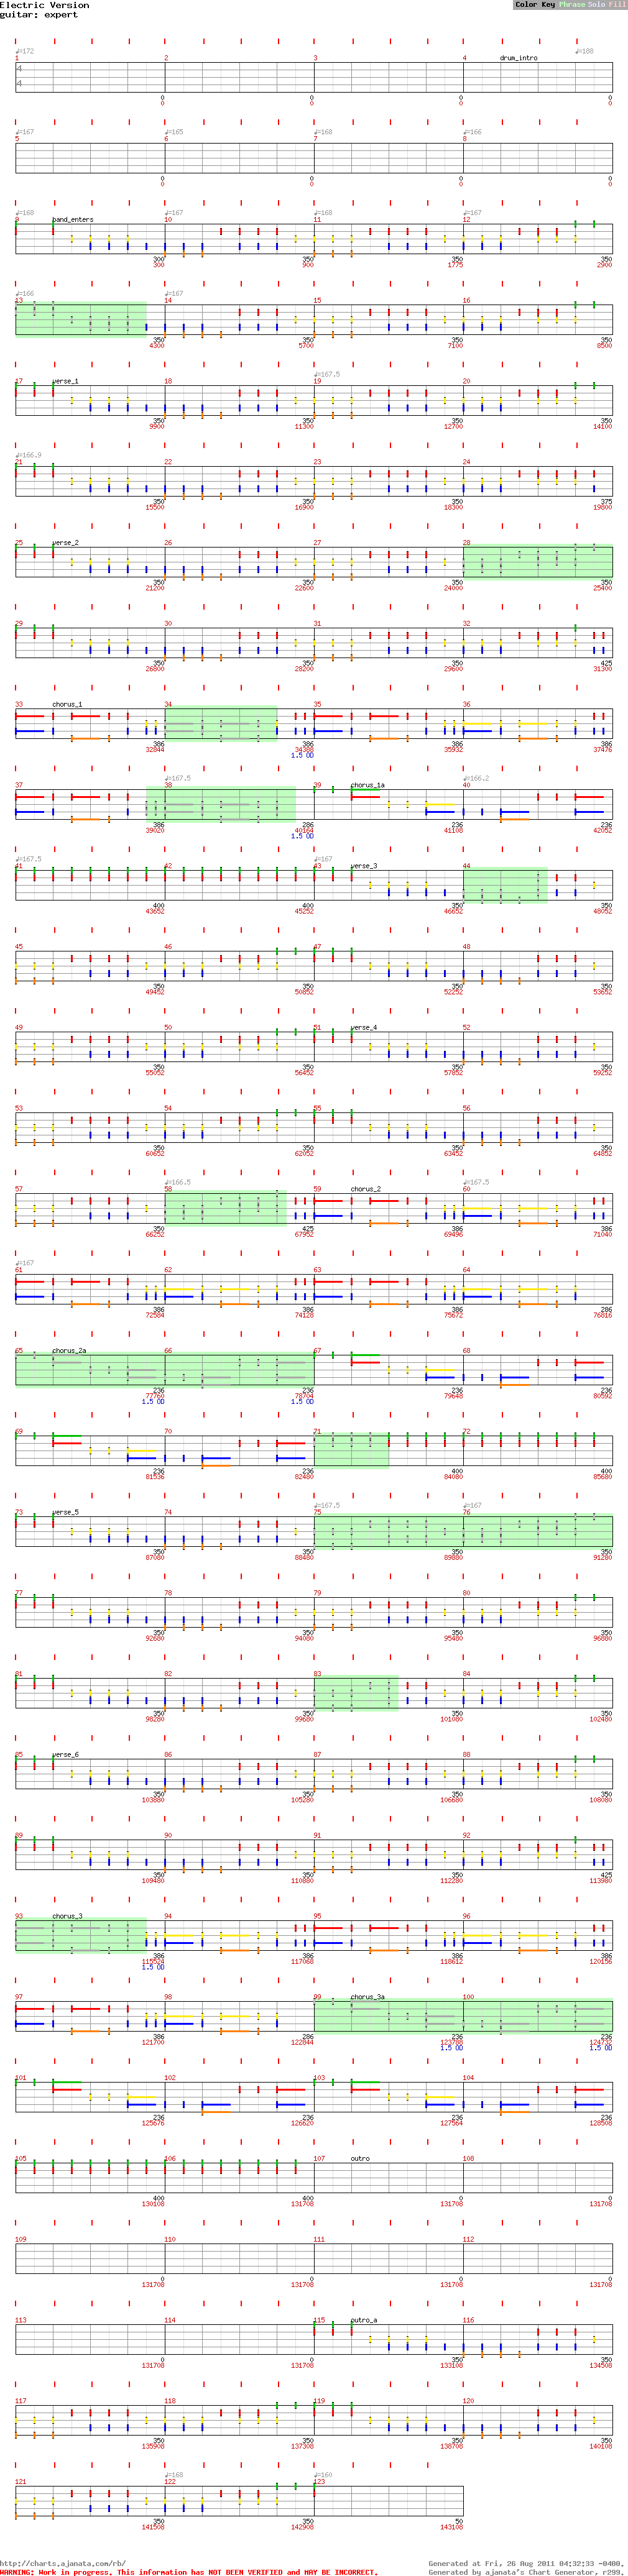 Electric Version
Color Key Phrase Solo Fill
guitar: expert
♩=172 ♩=188
1 2 3 4 drum_intro
4
4
0 0 0 0
0 0 0 0
♩=167 ♩=165 ♩=168 ♩=166
5 6 7 8
0 0 0 0
0 0 0 0
♩=168 ♩=167 ♩=168 ♩=167
9 band_enters 10 11 12
300 350 350 350
300 900 1775 2900
♩=166 ♩=167
13 14 15 16
350 350 350 350
4300 5700 7100 8500
♩=167.5
17 verse_1 18 19 20
350 350 350 350
9900 11300 12700 14100
♩=166.9
21 22 23 24
350 350 350 375
15500 16900 18300 19800
25 verse_2 26 27 28
350 350 350 350
21200 22600 24000 25400
29 30 31 32
350 350 350 425
26800 28200 29600 31300
33 chorus_1 34 35 36
386 386 386 386
32844 34388 35932 37476
1.5 OD
♩=167.5 ♩=166.2
37 38 39 chorus_1a 40
386 286 236 236
39020 40164 41108 42052
1.5 OD
♩=167.5 ♩=167
41 42 43 verse_3 44
400 400 350 350
43652 45252 46652 48052
45 46 47 48
350 350 350 350
49452 50852 52252 53652
49 50 51 verse_4 52
350 350 350 350
55052 56452 57852 59252
53 54 55 56
350 350 350 350
60652 62052 63452 64852
♩=166.5 ♩=167.5
57 58 59 chorus_2 60
350 425 386 386
66252 67952 69496 71040
♩=167
61 62 63 64
386 386 386 286
72584 74128 75672 76816
65 chorus_2a 66 67 68
236 236 236 236
77760 78704 79648 80592
1.5 OD 1.5 OD
69 70 71 72
236 236 400 400
81536 82480 84080 85680
♩=167.5 ♩=167
73 verse_5 74 75 76
350 350 350 350
87080 88480 89880 91280
77 78 79 80
350 350 350 350
92680 94080 95480 96880
81 82 83 84
350 350 350 350
98280 99680 101080 102480
85 verse_6 86 87 88
350 350 350 350
103880 105280 106680 108080
89 90 91 92
350 350 350 425
109480 110880 112280 113980
93 chorus_3 94 95 96
386 386 386 386
115524 117068 118612 120156
1.5 OD
97 98 99 chorus_3a 100
386 286 236 236
121700 122844 123788 124732
1.5 OD 1.5 OD
101 102 103 104
236 236 236 236
125676 126620 127564 128508
105 106 107 outro 108
400 400 0 0
130108 131708 131708 131708
109 110 111 112
0 0 0 0
131708 131708 131708 131708
113 114 115 outro_a 116
0 0 350 350
131708 131708 133108 134508
117 118 119 120
350 350 350 350
135908 137308 138708 140108
♩=168 ♩=160
121 122 123
350 350 50
141508 142908 143108
http://charts.ajanata.com/rb/
Generated at Fri, 26 Aug 2011 04:32:33 -0400.
WARNING: Work in progress. This information has NOT BEEN VERIFIED and MAY BE INCORRECT.
Generated by ajanata's Chart Generator, r299.